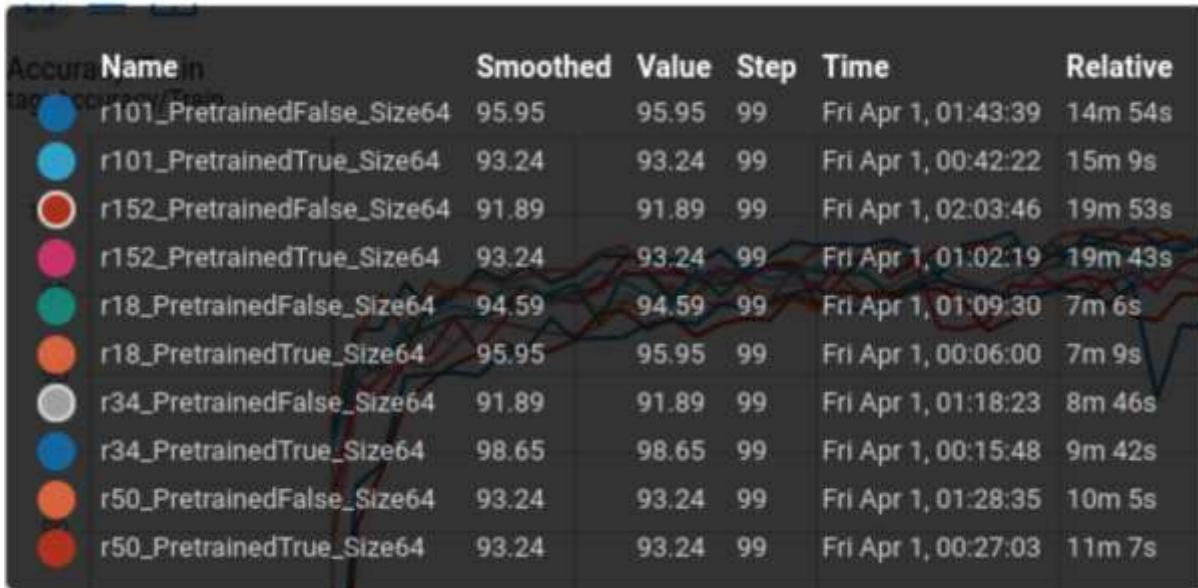 Accuracy/Train
tag: Accuracy/Train
Name Smoothed Value Step Time Relative
r101_PretrainedFalse_Size64 95.95 95.95 99 Fri Apr 1, 01:43:39 14m 54s
r101_PretrainedTrue_Size64 93.24 93.24 99 Fri Apr 1, 00:42:22 15m 9s
r152_PretrainedFalse_Size64 91.89 91.89 99 Fri Apr 1, 02:03:46 19m 53s
r152_PretrainedTrue_Size64 93.24 93.24 99 Fri Apr 1, 01:02:19 19m 43s
r18_PretrainedFalse_Size64 94.59 94.59 99 Fri Apr 1, 01:09:30 7m 6s
r18_PretrainedTrue_Size64 95.95 95.95 99 Fri Apr 1, 00:06:00 7m 9s
r34_PretrainedFalse_Size64 91.89 91.89 99 Fri Apr 1, 01:18:23 8m 46s
r34_PretrainedTrue_Size64 98.65 98.65 99 Fri Apr 1, 00:15:48 9m 42s
r50_PretrainedFalse_Size64 93.24 93.24 99 Fri Apr 1, 01:28:35 10m 5s
r50_PretrainedTrue_Size64 93.24 93.24 99 Fri Apr 1, 00:27:03 11m 7s